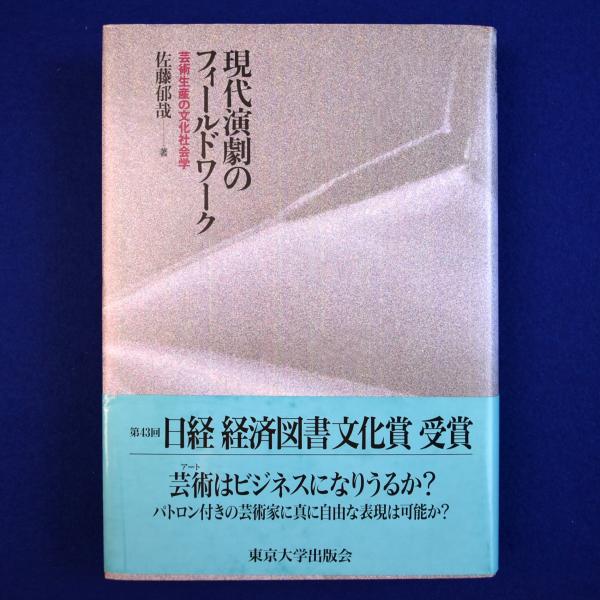 現代演劇の
フィールドワーク
芸術生産の文化社会学
佐藤郁哉──著
第43回 日経 経済図書文化賞 受賞
アート
芸術はビジネスになりうるか?
パトロン付きの芸術家に真に自由な表現は可能か?
東京大学出版会